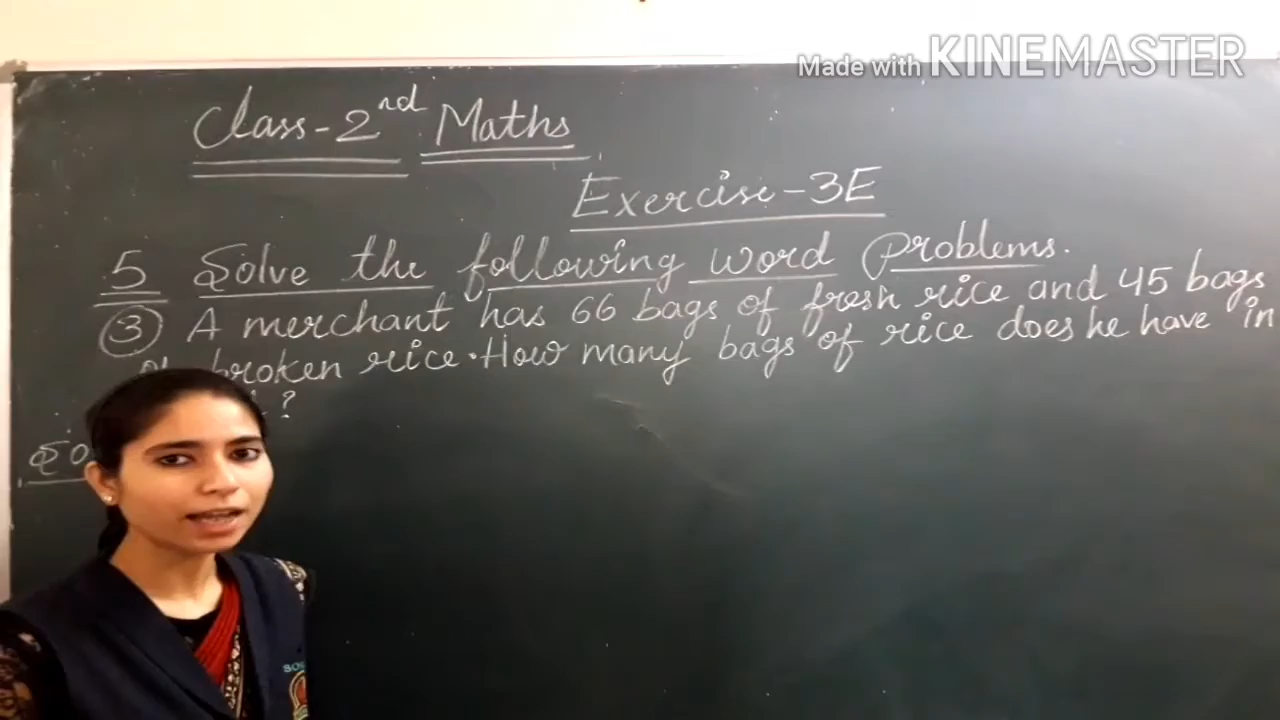 Made with KINEMASTER
Class-2nd Maths
Exercise-3E
5 Solve the following word problems.
③ A merchant has 66 bags of fresh rice and 45 bags
broken rice. How many bags of rice does he have in
?
So